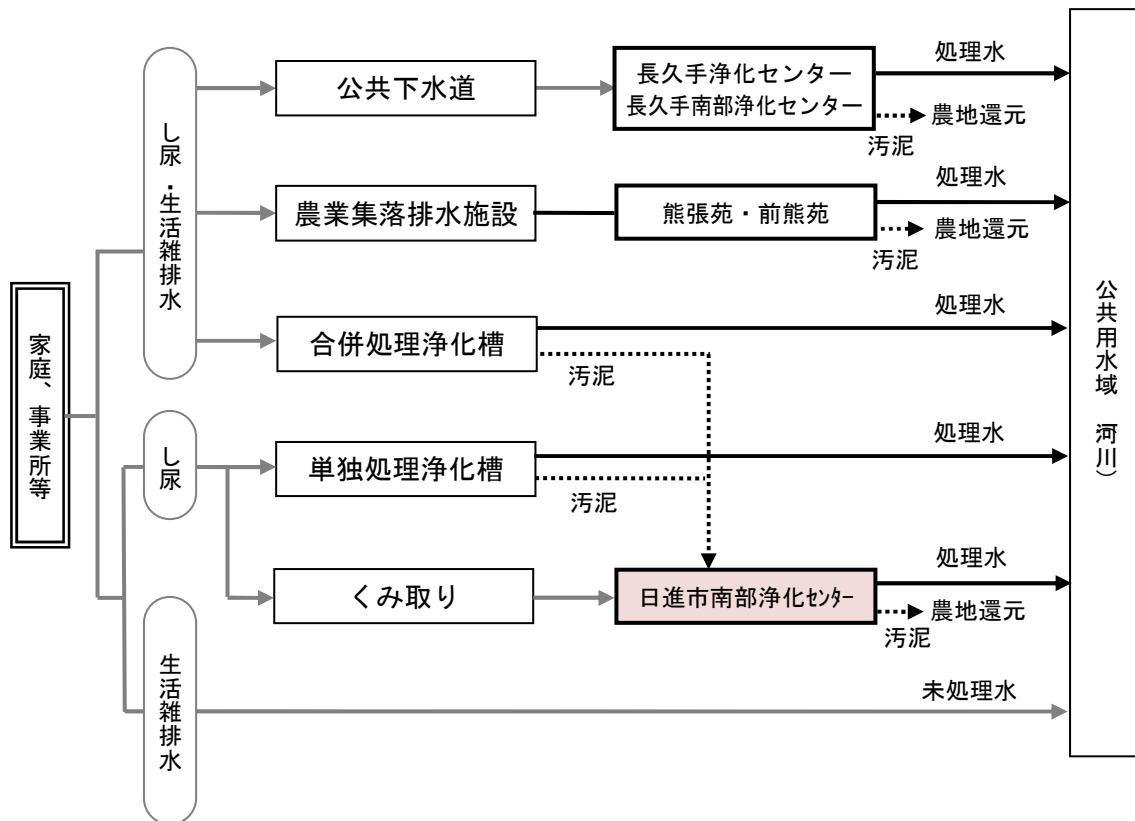 家庭、事業所等
し尿・生活雑排水
公共下水道
長久手浄化センター
長久手南部浄化センター
処理水
農地還元
汚泥
農業集落排水施設
熊張苑・前熊苑
処理水
農地還元
汚泥
合併処理浄化槽
処理水
汚泥
し尿
単独処理浄化槽
処理水
汚泥
くみ取り
日進市南部浄化ｾﾝﾀｰ
処理水
農地還元
汚泥
生活雑排水
未処理水
公共用水域（河川）